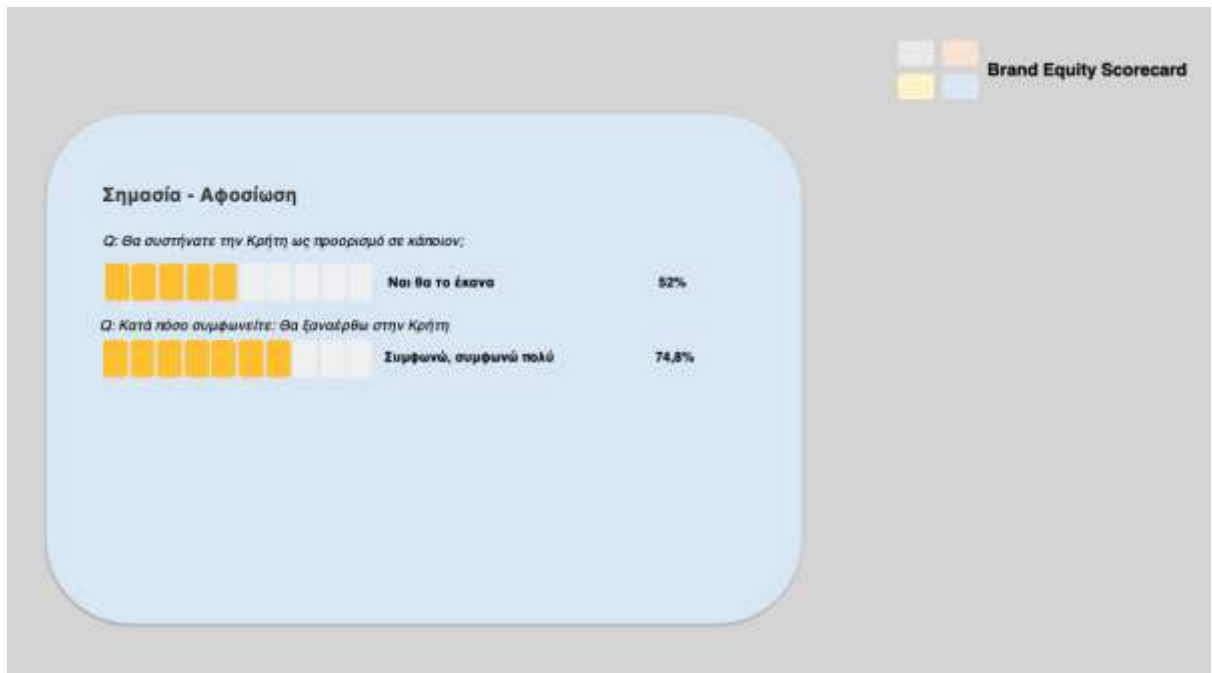 Brand Equity Scorecard
Σημασία - Αφοσίωση
Q: Θα συστήνατε την Κρήτη ως προορισμό σε κάποιον;
Ναι θα το έκανα 52%
Q: Κατά πόσο συμφωνείτε: Θα ξαναέρθω στην Κρήτη
Συμφωνώ, συμφωνώ πολύ 74,8%